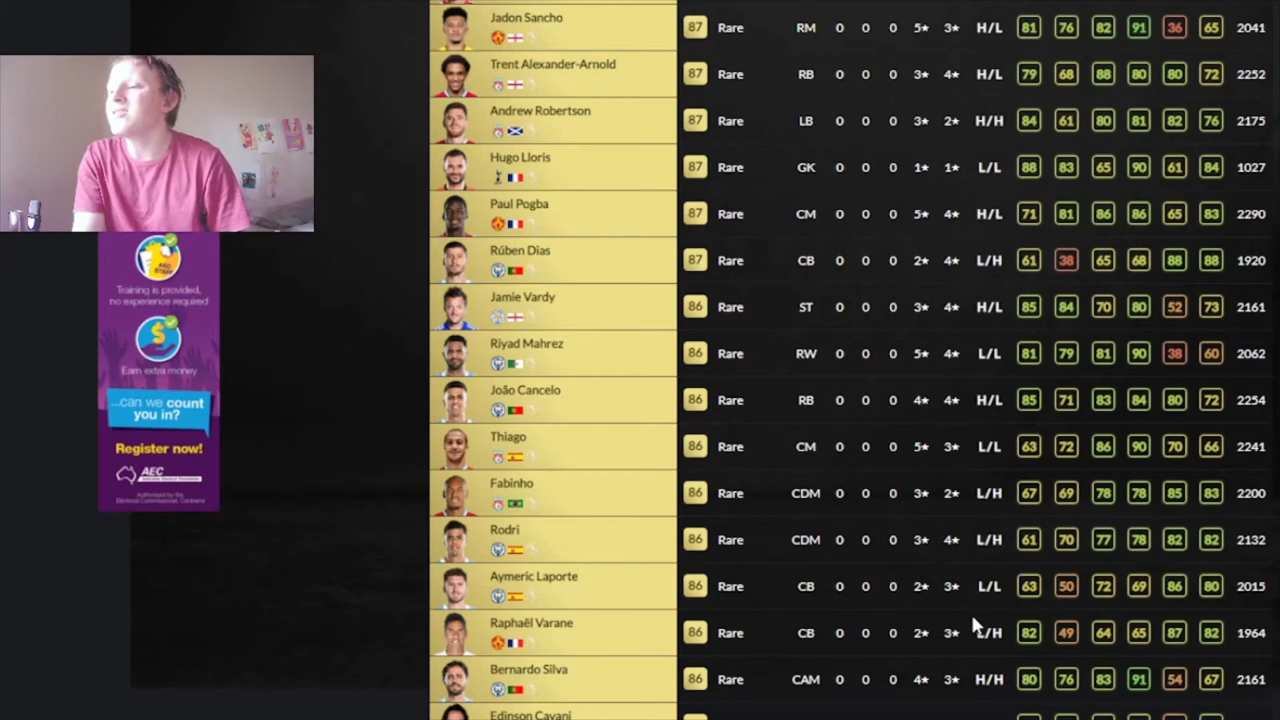 Jadon Sancho 87 Rare RM 0 0 0 5★ 3★ H/L 81 76 82 91 36 65 2041
Trent Alexander-Arnold 87 Rare RB 0 0 0 3★ 4★ H/L 79 68 88 80 80 72 2252
Andrew Robertson 87 Rare LB 0 0 0 3★ 2★ H/H 84 61 80 81 82 76 2175
Hugo Lloris 87 Rare GK 0 0 0 1★ 1★ L/L 88 83 65 90 61 84 1027
Paul Pogba 87 Rare CM 0 0 0 5★ 4★ H/L 71 81 86 86 65 83 2290
Rúben Dias 87 Rare CB 0 0 0 2★ 4★ L/H 61 38 65 68 88 88 1920
Jamie Vardy 86 Rare ST 0 0 0 3★ 4★ H/L 85 84 70 80 52 73 2161
Riyad Mahrez 86 Rare RW 0 0 0 5★ 4★ L/L 81 79 81 90 38 60 2062
João Cancelo 86 Rare RB 0 0 0 4★ 4★ H/L 85 71 83 84 80 72 2254
Thiago 86 Rare CM 0 0 0 5★ 3★ L/L 63 72 86 90 70 66 2241
Fabinho 86 Rare CDM 0 0 0 3★ 2★ L/H 67 69 78 78 85 83 2200
Rodri 86 Rare CDM 0 0 0 3★ 4★ L/H 61 70 77 78 82 82 2132
Aymeric Laporte 86 Rare CB 0 0 0 2★ 3★ L/L 63 50 72 69 86 80 2015
Raphaël Varane 86 Rare CB 0 0 0 2★ 3★ L/H 82 49 64 65 87 82 1964
Bernardo Silva 86 Rare CAM 0 0 0 4★ 3★ H/H 80 76 83 91 54 67 2161
Edinson Cavani
AEC
STAFF
Training is provided,
no experience required
$
Earn extra money
...can we count
you in?
Register now!
AEC
Australian Electoral Commission
Authorised by the
Electoral Commissioner, Canberra